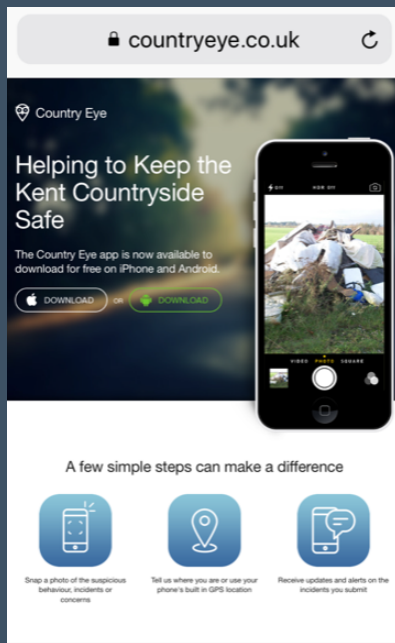 countryeye.co.uk
Country Eye
Helping to Keep the
Kent Countryside
Safe
The Country Eye app is now available to
download for free on iPhone and Android.
DOWNLOAD OR DOWNLOAD
Off HDR Off
VIDEO PHOTO SQUARE
A few simple steps can make a difference
Snap a photo of the suspicious
behaviour, incidents or
concerns
Tell us where you are or use your
phone's built in GPS location
Receive updates and alerts on the
incidents you submit